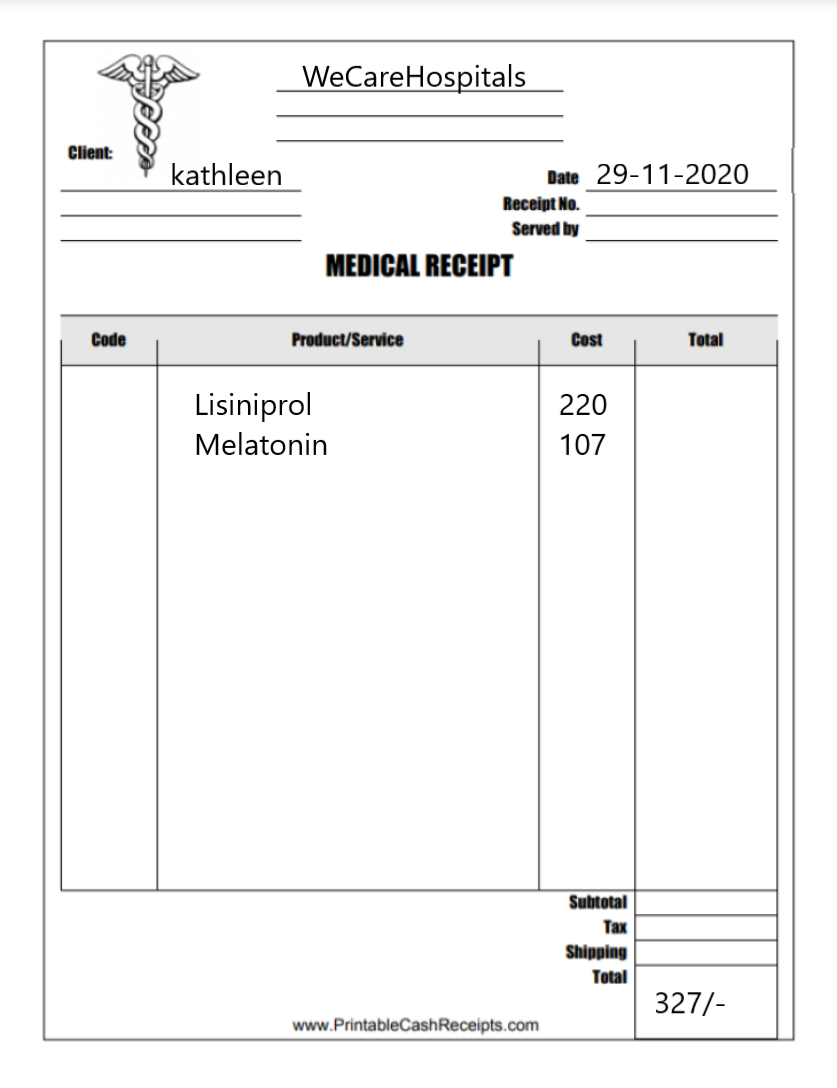 WeCareHospitals
Client:
kathleen
Date 29-11-2020
Receipt No.
Served by
MEDICAL RECEIPT
Code Product/Service Cost Total
Lisiniprol 220
Melatonin 107
Subtotal
Tax
Shipping
Total
327/-
www.PrintableCashReceipts.com